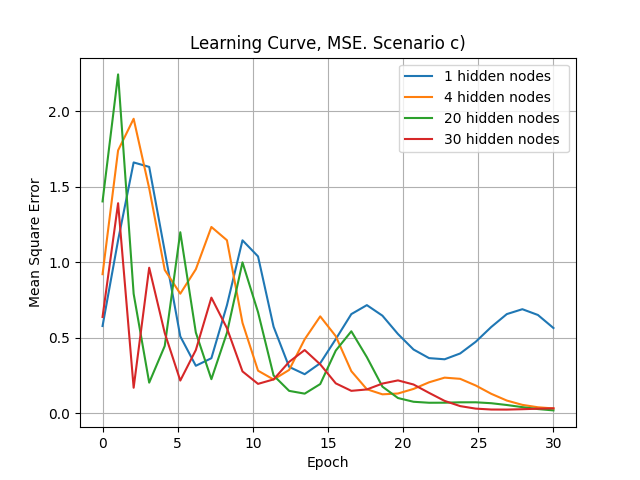 Learning Curve, MSE. Scenario c)
1 hidden nodes
4 hidden nodes
20 hidden nodes
30 hidden nodes
Mean Square Error
2.0
1.5
1.0
0.5
0.0
0 5 10 15 20 25 30
Epoch